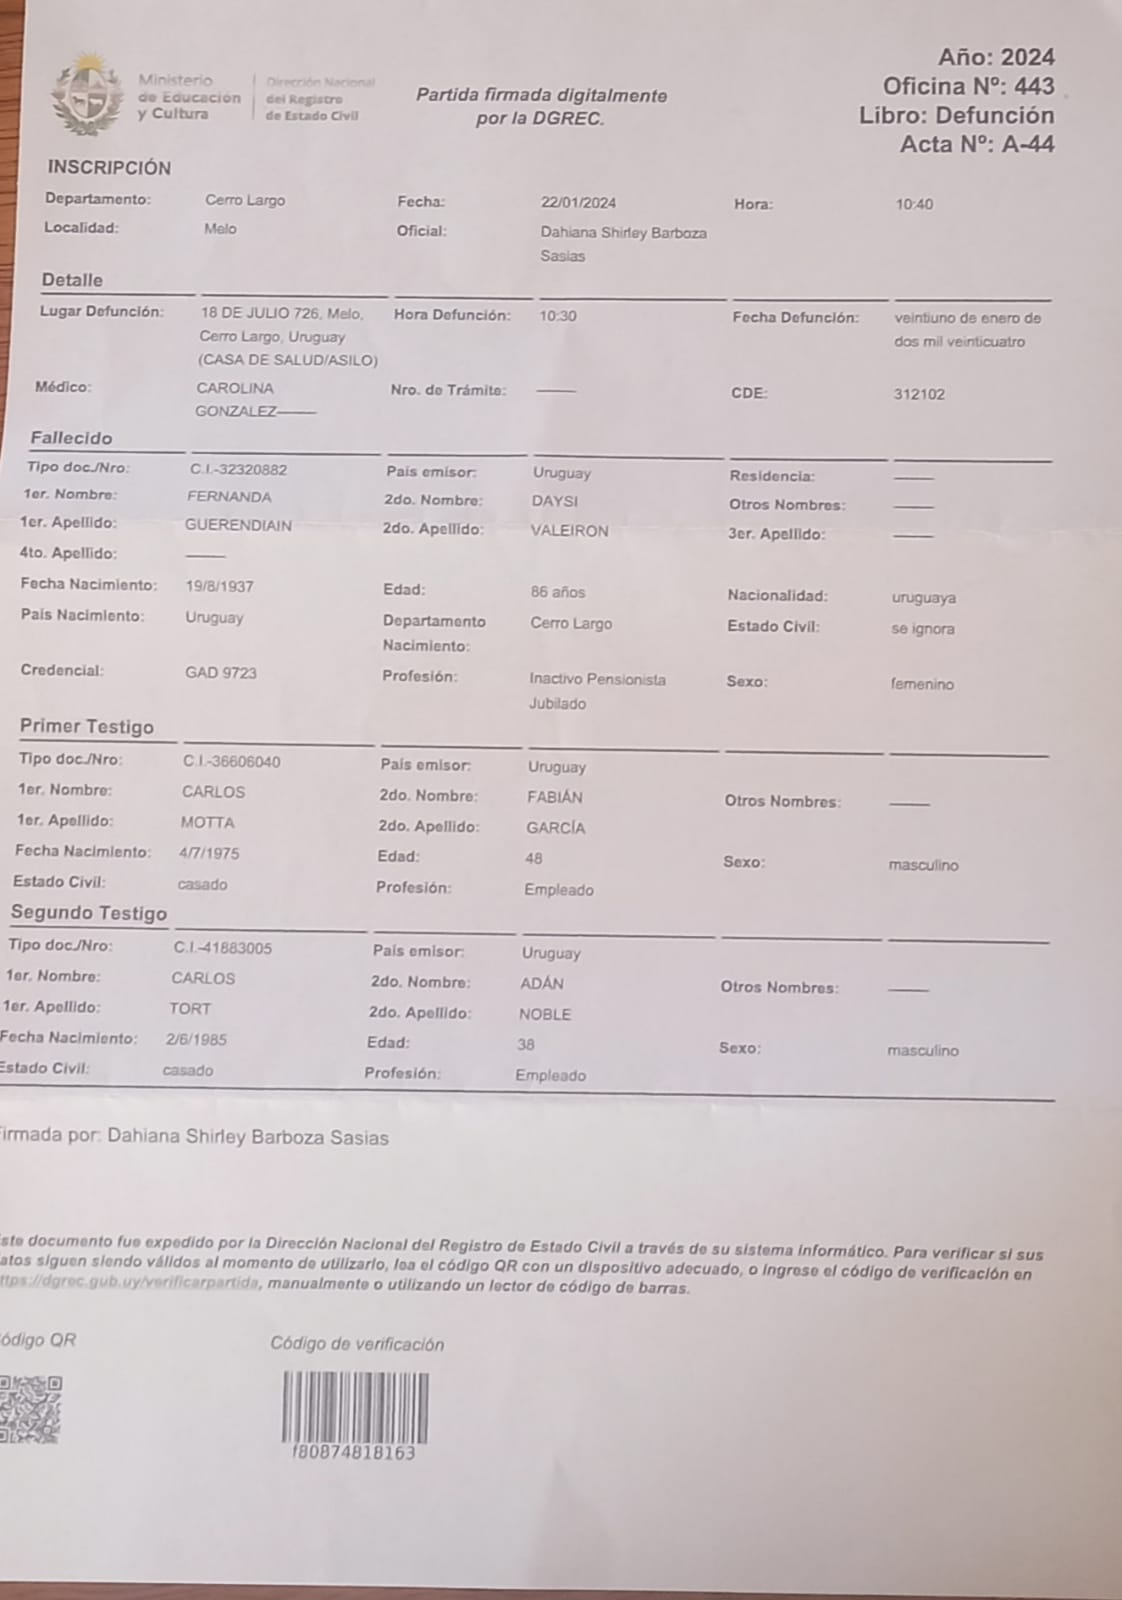 Ministerio
de Educación
y Cultura
Dirección Nacional
del Registro
de Estado Civil
Partida firmada digitalmente
por la DGREC.
Año: 2024
Oficina Nº: 443
Libro: Defunción
Acta Nº: A-44
INSCRIPCIÓN
Departamento: Cerro Largo Fecha: 22/01/2024 Hora: 10:40
Localidad: Melo Oficial: Dahiana Shirley Barboza
Sasias
Detalle
Lugar Defunción: 18 DE JULIO 726, Melo, Hora Defunción: 10:30 Fecha Defunción: veintiuno de enero de
Cerro Largo, Uruguay dos mil veinticuatro
(CASA DE SALUD/ASILO)
Médico: CAROLINA Nro. de Trámite: —— CDE: 312102
GONZALEZ——
Fallecido
Tipo doc./Nro: C.I.-32320882 País emisor: Uruguay Residencia: ——
1er. Nombre: FERNANDA 2do. Nombre: DAYSI Otros Nombres: ——
1er. Apellido: GUERENDIAIN 2do. Apellido: VALEIRON 3er. Apellido: ——
4to. Apellido: ——
Fecha Nacimiento: 19/8/1937 Edad: 86 años Nacionalidad: uruguaya
País Nacimiento: Uruguay Departamento Cerro Largo Estado Civil: se ignora
Nacimiento:
Credencial: GAD 9723 Profesión: Inactivo Pensionista Sexo: femenino
Jubilado
Primer Testigo
Tipo doc./Nro: C.I.-36606040 País emisor: Uruguay
1er. Nombre: CARLOS 2do. Nombre: FABIÁN Otros Nombres: ——
1er. Apellido: MOTTA 2do. Apellido: GARCÍA
Fecha Nacimiento: 4/7/1975 Edad: 48 Sexo: masculino
Estado Civil: casado Profesión: Empleado
Segundo Testigo
Tipo doc./Nro: C.I.-41883005 País emisor: Uruguay
1er. Nombre: CARLOS 2do. Nombre: ADÁN Otros Nombres: ——
1er. Apellido: TORT 2do. Apellido: NOBLE
Fecha Nacimiento: 2/6/1985 Edad: 38 Sexo: masculino
Estado Civil: casado Profesión: Empleado
irmada por: Dahiana Shirley Barboza Sasias
ste documento fue expedido por la Dirección Nacional del Registro de Estado Civil a través de su sistema informático. Para verificar si sus
atos siguen siendo válidos al momento de utilizarlo, lea el código QR con un dispositivo adecuado, o ingrese el código de verificación en
ttps://dgrec.gub.uy/verificarpartida, manualmente o utilizando un lector de código de barras.
ódigo QR Código de verificación
f80874818163